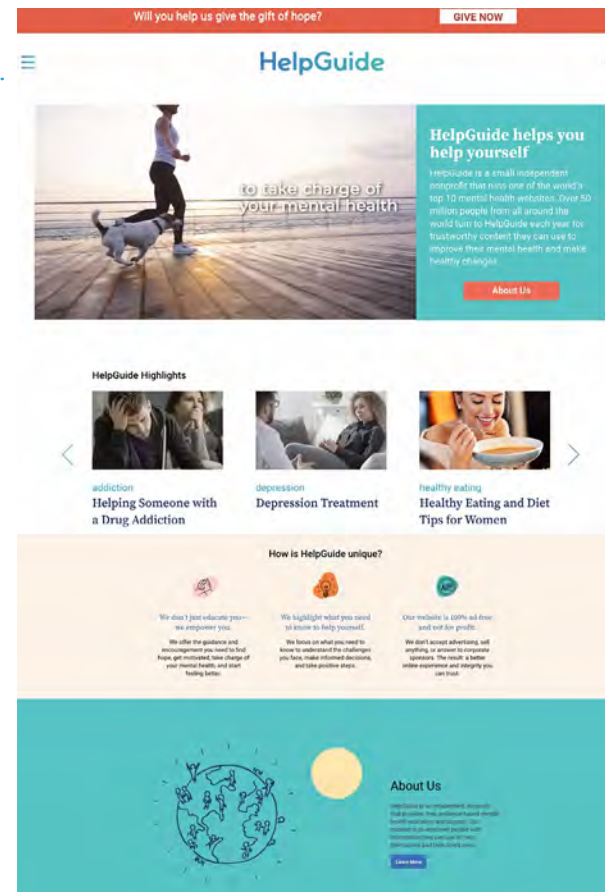 Will you help us give the gift of hope?
GIVE NOW
HelpGuide
to take charge of
your mental health
HelpGuide helps you
help yourself
HelpGuide is a small independent
nonprofit that runs one of the world's
top 10 mental health websites. Over 50
million people from all around the
world turn to HelpGuide each year for
trustworthy content they can use to
improve their mental health and make
healthy changes.
About Us
HelpGuide Highlights
addiction
Helping Someone with
a Drug Addiction
depression
Depression Treatment
healthy eating
Healthy Eating and Diet
Tips for Women
How is HelpGuide unique?
We don't just educate you—
we empower you.
We offer the guidance and
encouragement you need to find
hope, get motivated, take charge of
your mental health, and start
feeling better.
We highlight what you need
to know to help yourself.
We focus on what you need to
know to understand the challenges
you face, make informed decisions,
and take positive steps.
Our website is 100% ad-free
and not for profit.
We don't accept advertising, sell
anything, or answer to corporate
sponsors. The result: a better
online experience and integrity you
can trust.
About Us
Learn More